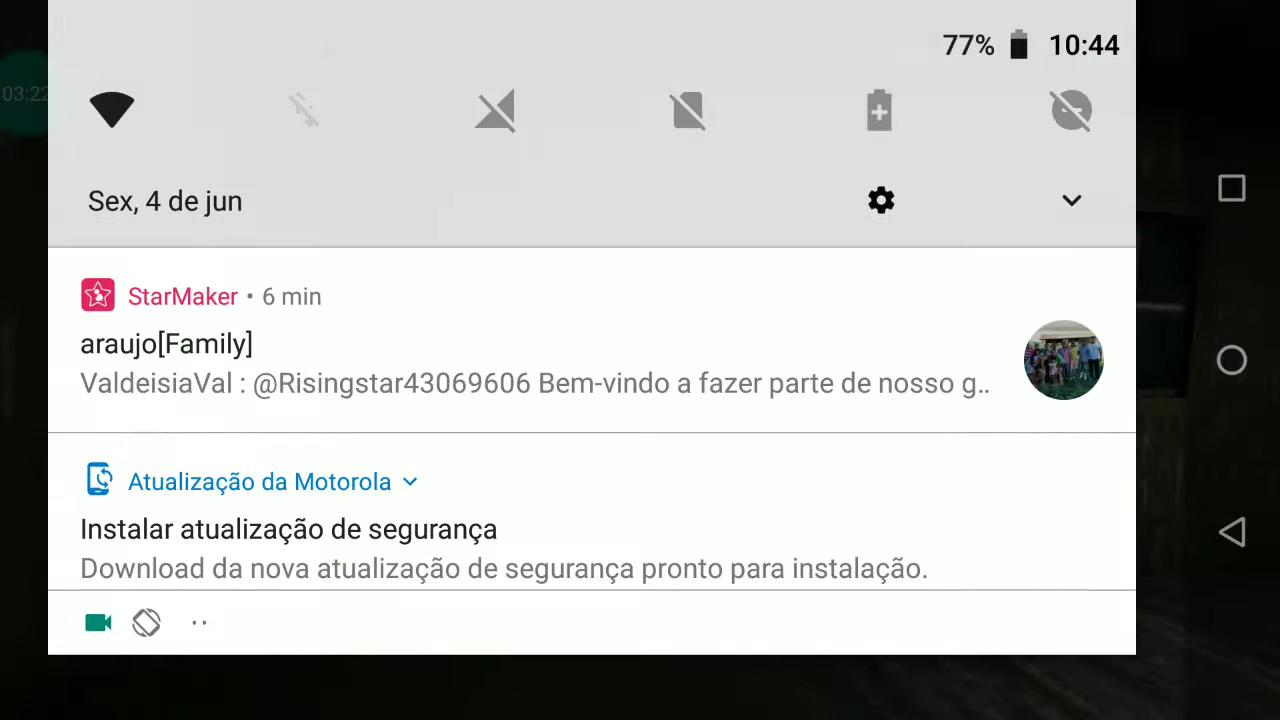 77% 10:44
03:22
Sex, 4 de jun
StarMaker • 6 min
araujo[Family]
ValdeisiaVal : @Risingstar43069606 Bem-vindo a fazer parte de nosso g..
Atualização da Motorola
Instalar atualização de segurança
Download da nova atualização de segurança pronto para instalação.